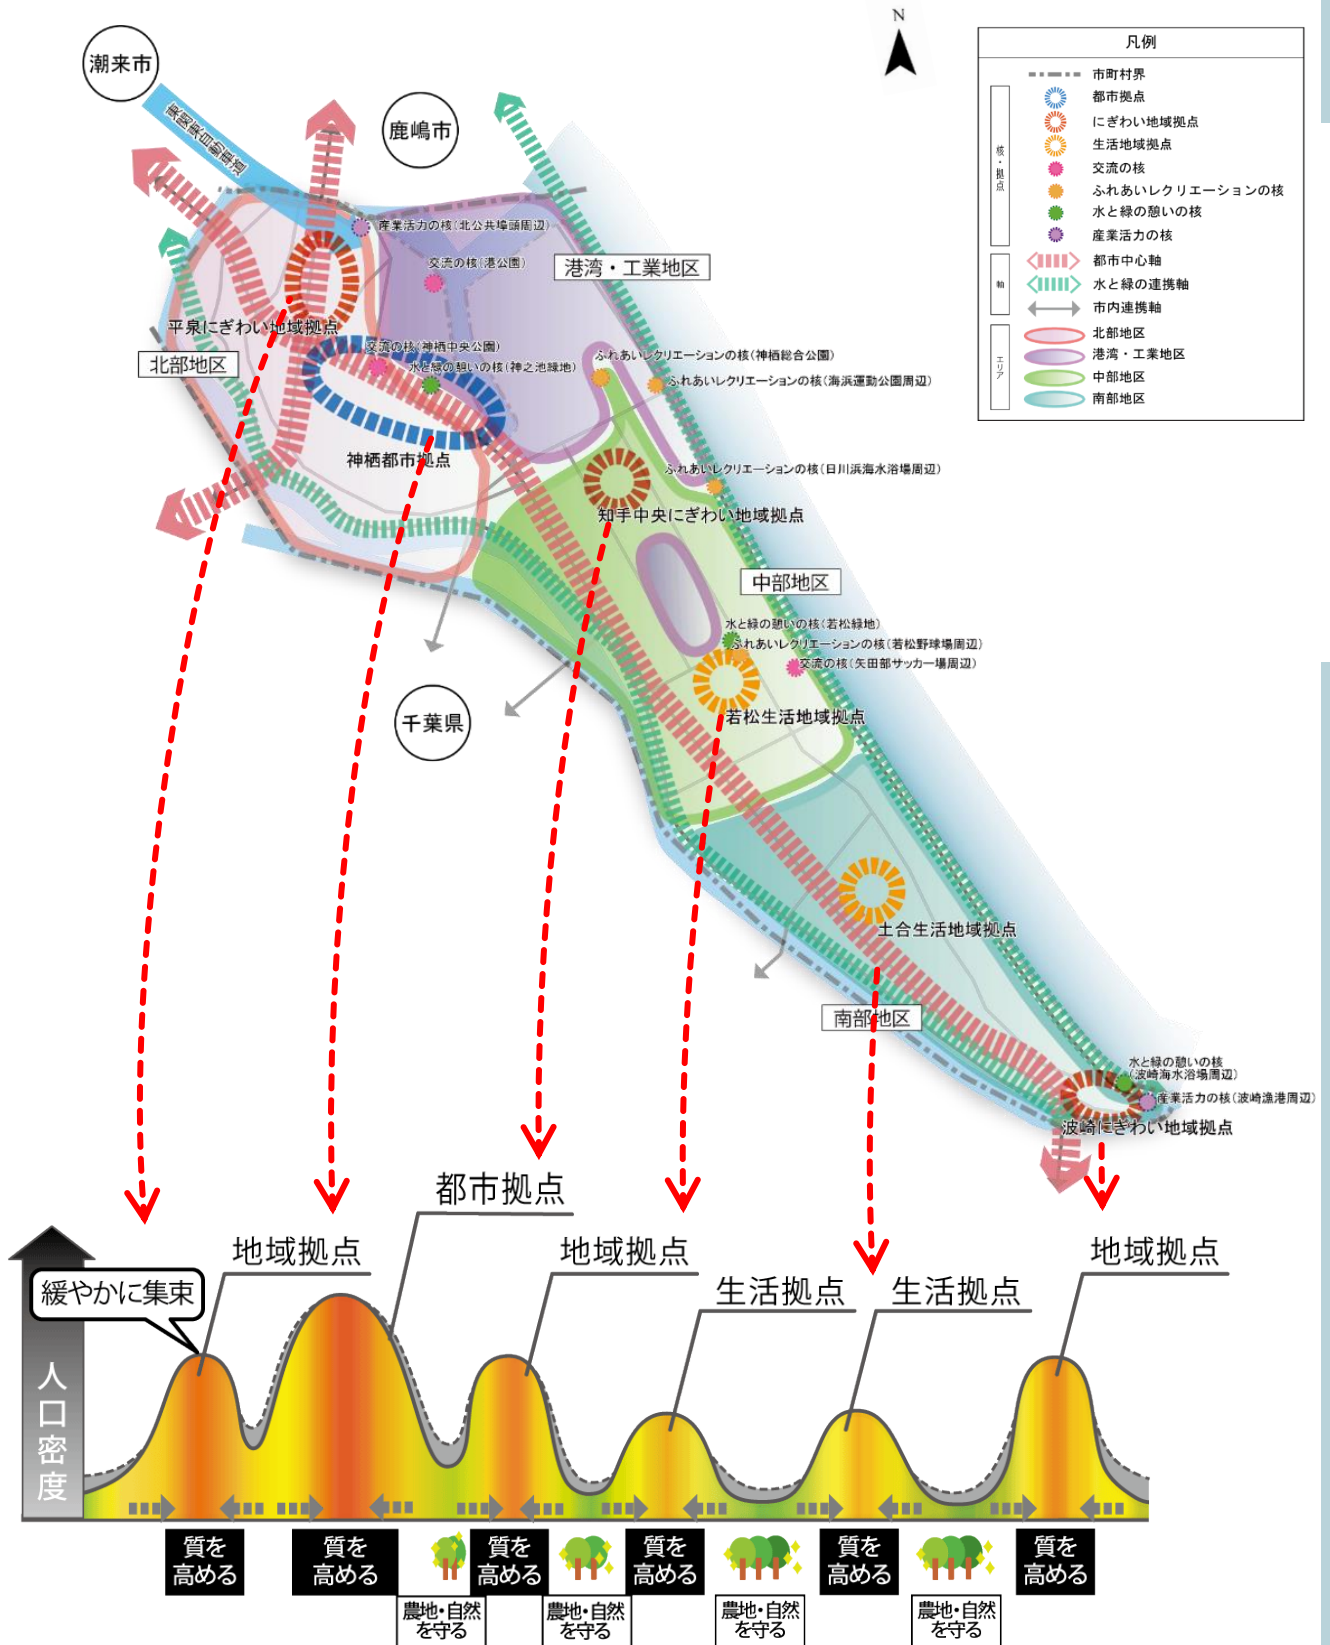 N
潮来市
東関東自動車道
鹿嶋市
凡例
市町村界
核・拠点
都市拠点
にぎわい地域拠点
生活地域拠点
交流の核
ふれあいレクリエーションの核
水と緑の憩いの核
産業活力の核
軸
都市中心軸
水と緑の連携軸
市内連携軸
エリア
北部地区
港湾・工業地区
中部地区
南部地区
産業活力の核(北公共埠頭周辺)
交流の核(港公園)
港湾・工業地区
平泉にぎわい地域拠点
北部地区
交流の核(神栖中央公園)
水と緑の憩いの核(神之池緑地)
ふれあいレクリエーションの核(神栖総合公園)
ふれあいレクリエーションの核(海浜運動公園周辺)
神栖都市拠点
ふれあいレクリエーションの核(日川浜海水浴場周辺)
知手中央にぎわい地域拠点
中部地区
水と緑の憩いの核(若松緑地)
ふれあいレクリエーションの核(若松野球場周辺)
交流の核(矢田部サッカー場周辺)
若松生活地域拠点
千葉県
土合生活地域拠点
南部地区
水と緑の憩いの核
(波崎海水浴場周辺)
産業活力の核(波崎漁港周辺)
波崎にぎわい地域拠点
都市拠点
地域拠点
地域拠点
地域拠点
生活拠点
生活拠点
緩やかに集束
人口密度
質を
高める
質を
高める
質を
高める
質を
高める
質を
高める
質を
高める
農地・自然
を守る
農地・自然
を守る
農地・自然
を守る
農地・自然
を守る